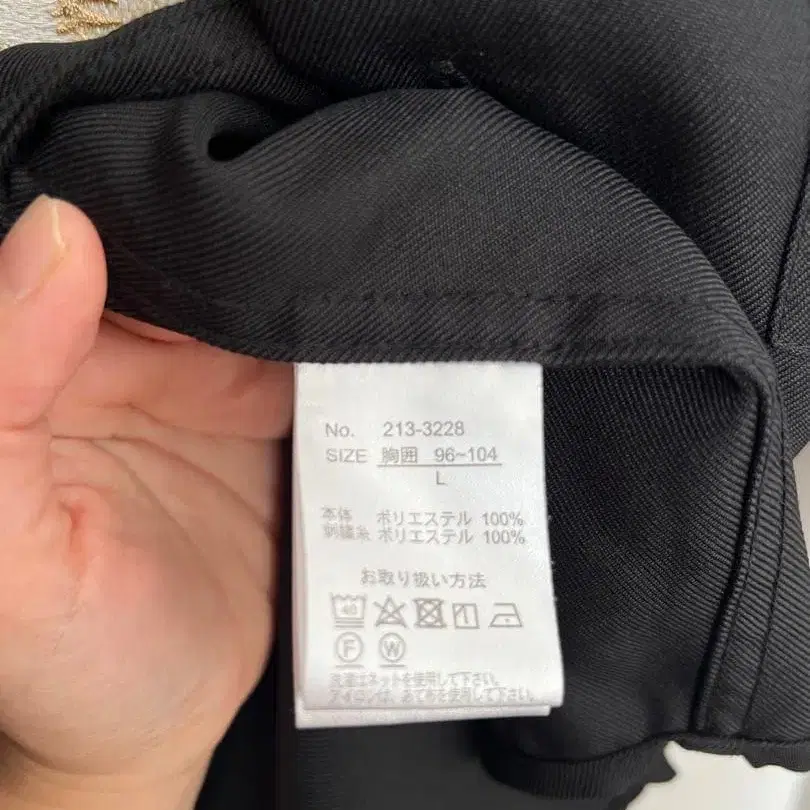 No. 213-3228
SIZE 胸囲 96~104
L
本体 ポリエステル 100%
刺繍糸 ポリエステル 100%
お取り扱い方法
40
F W
洗濯はネットを使用して下さい。
アイロンは、あて布を使用して下さい。